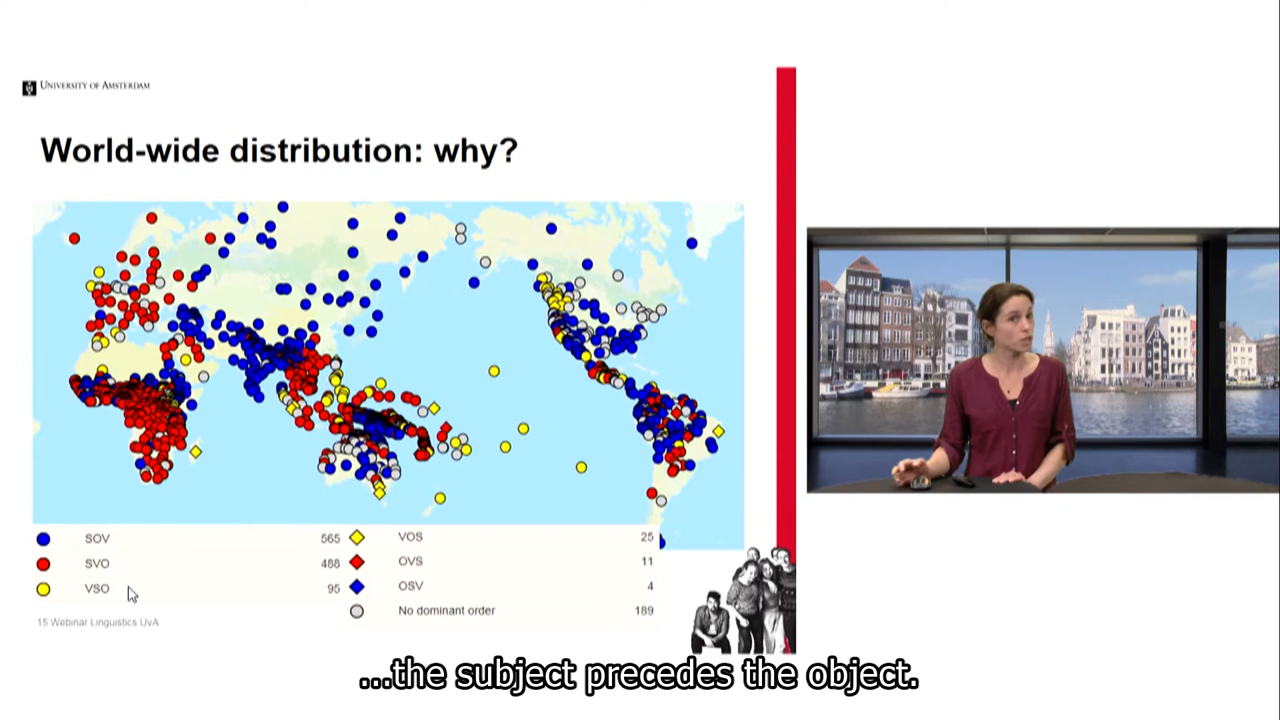 UNIVERSITY OF AMSTERDAM
World-wide distribution: why?
SOV 565
SVO 488
VSO 95
VOS 25
OVS 11
OSV 4
No dominant order 189
15 Webinar Linguistics UvA
...the subject precedes the object.